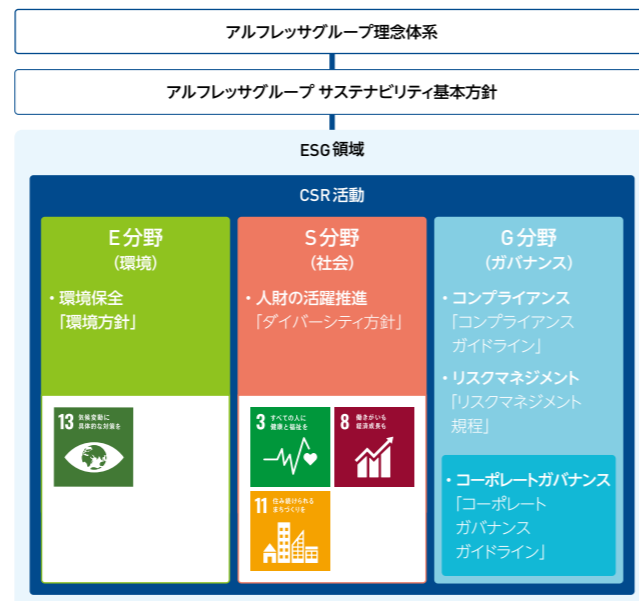 アルフレッサグループ理念体系
アルフレッサグループ サステナビリティ基本方針
ESG領域
CSR活動
E分野
(環境)
・環境保全
「環境方針」
13 気候変動に
具体的な対策を
S分野
(社会)
・人財の活躍推進
「ダイバーシティ方針」
3 すべての人に
健康と福祉を
8 働きがいも
経済成長も
11 住み続けられる
まちづくりを
G分野
(ガバナンス)
・コンプライアンス
「コンプライアンス
ガイドライン」
・リスクマネジメント
「リスクマネジメント
規程」
・コーポレートガバナンス
「コーポレート
ガバナンス
ガイドライン」